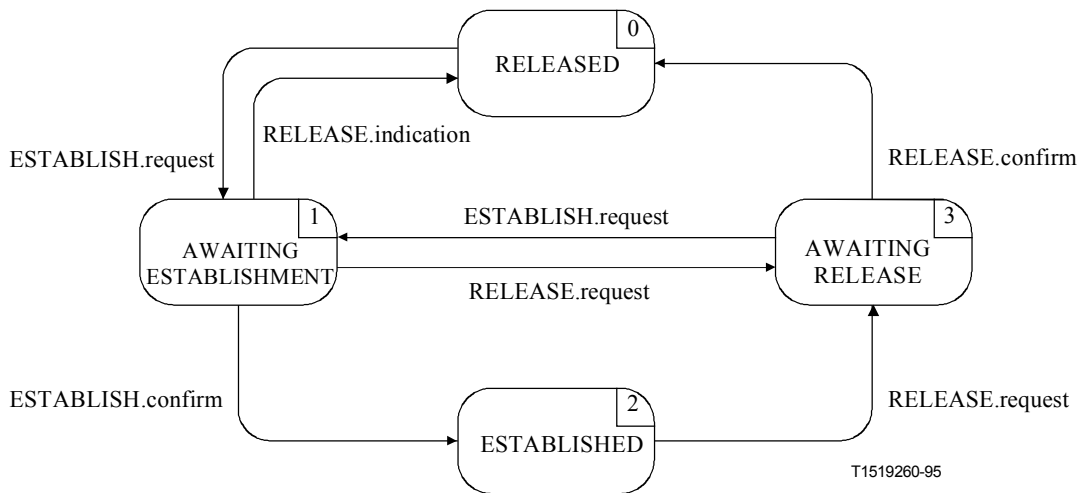 0
RELEASED
RELEASE.indication
ESTABLISH.request
RELEASE.confirm
1
AWAITING
ESTABLISHMENT
ESTABLISH.request
RELEASE.request
3
AWAITING
RELEASE
ESTABLISH.confirm
2
ESTABLISHED
RELEASE.request
T1519260-95